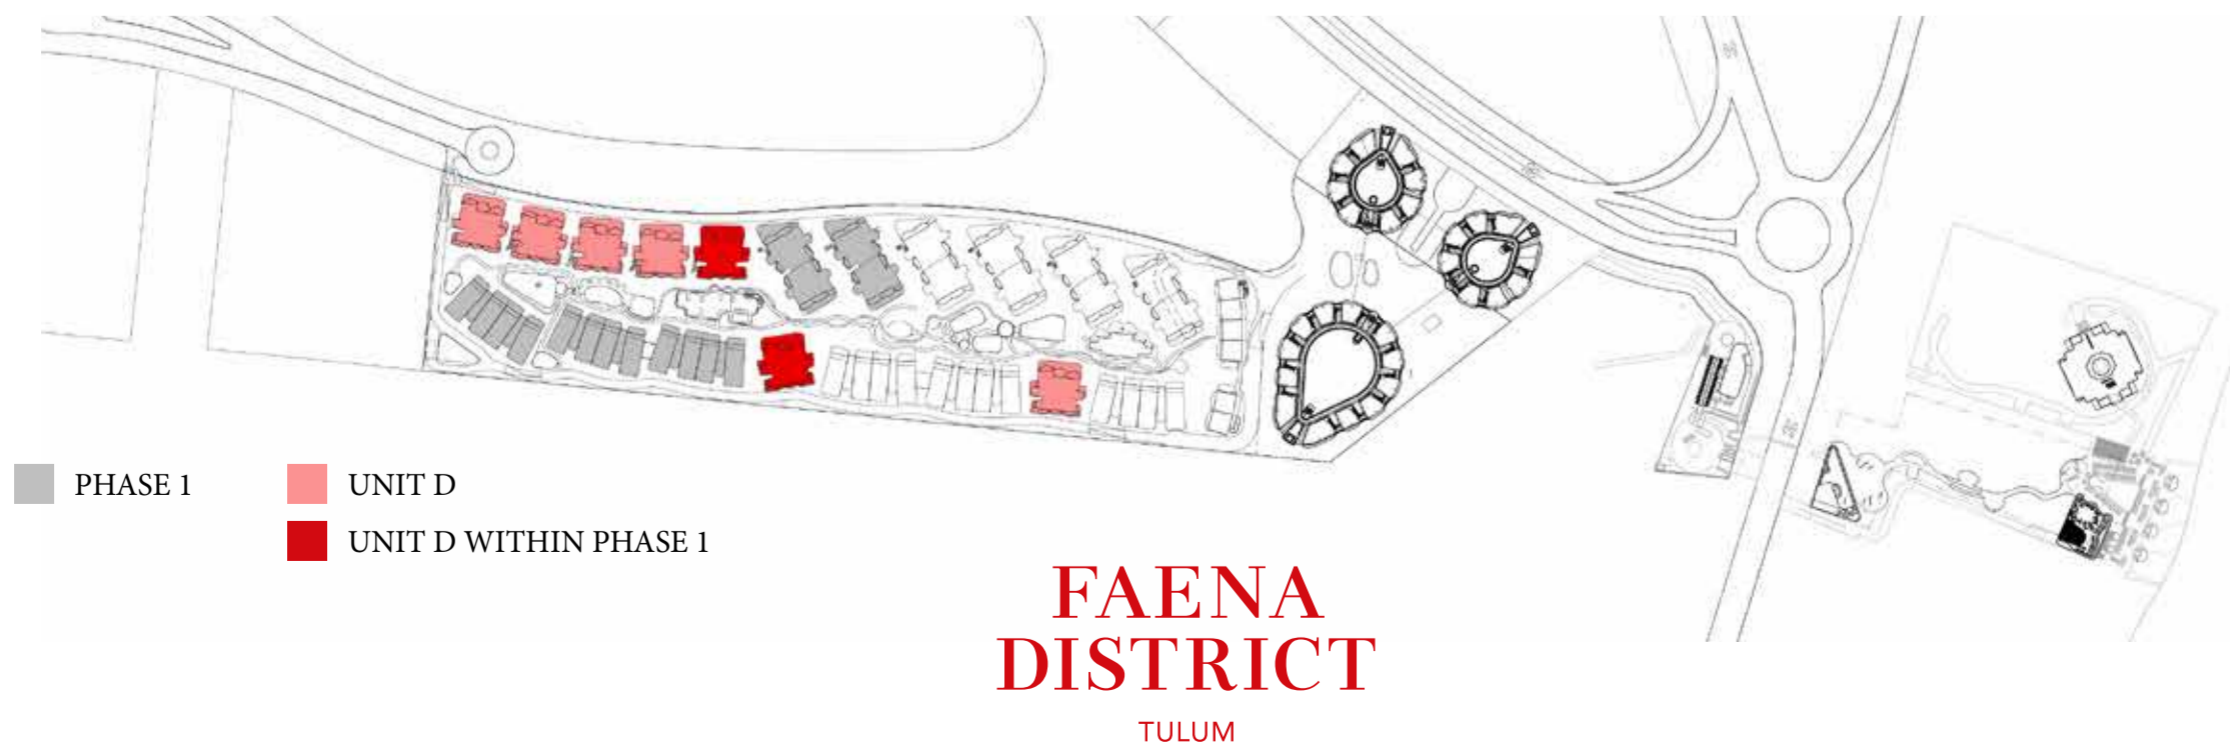 PHASE 1
UNIT D
UNIT D WITHIN PHASE 1
FAENA
DISTRICT
TULUM